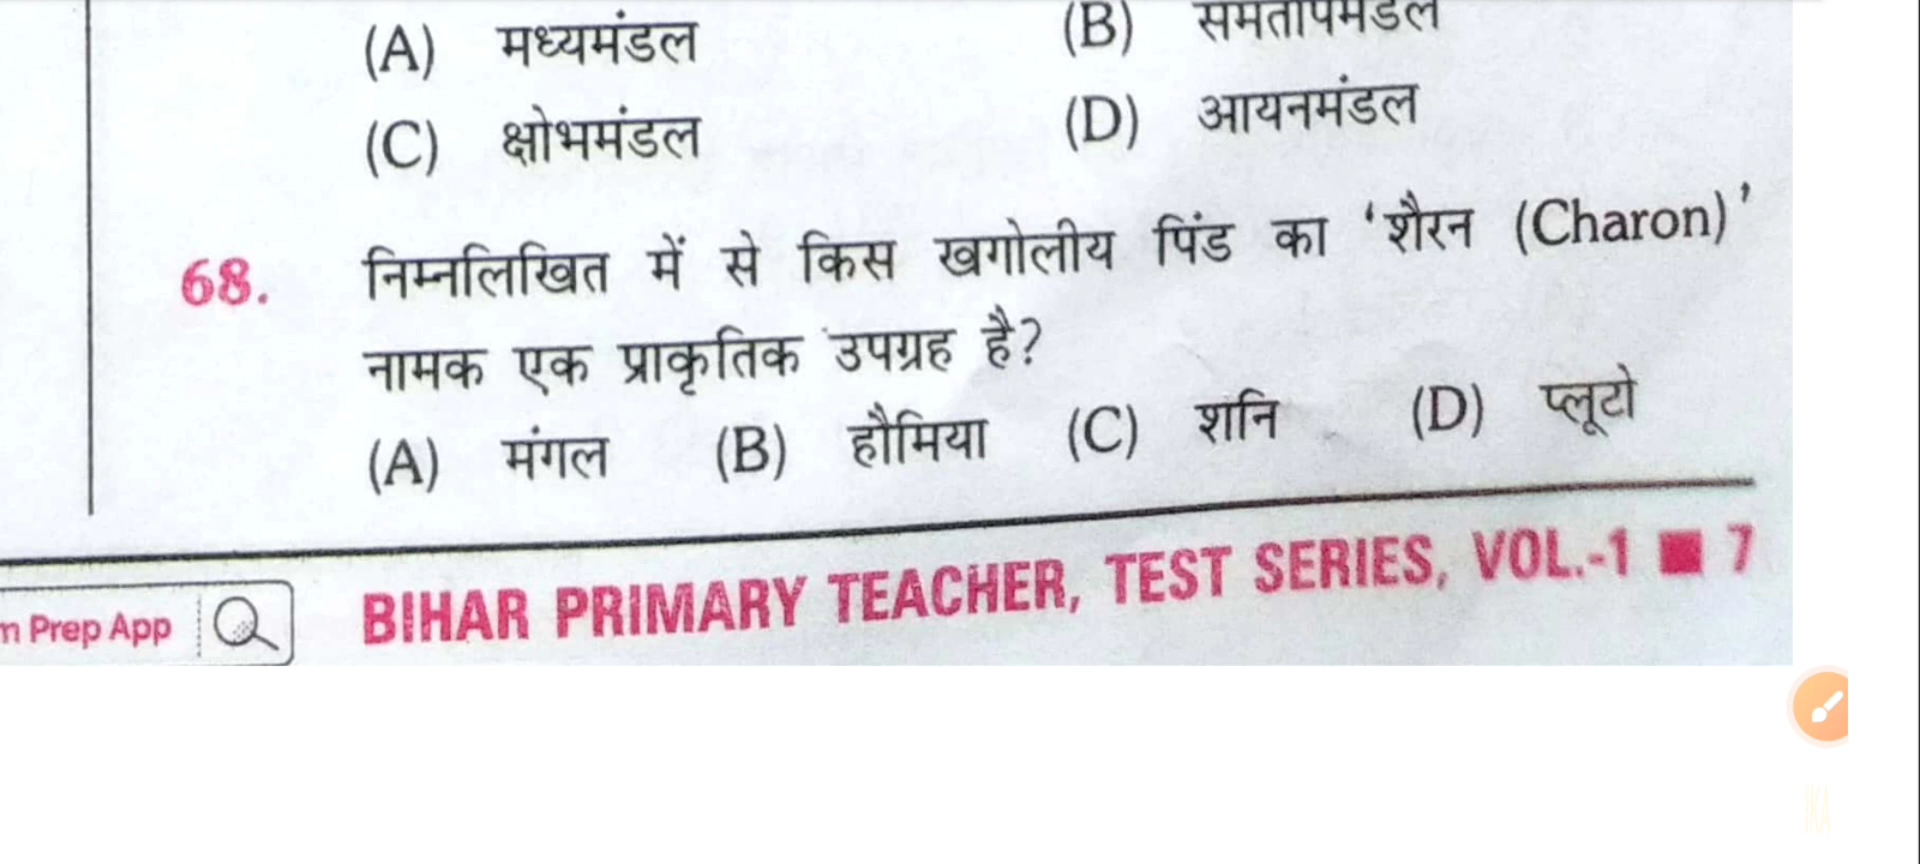 (A) मध्यमंडल (B) समतापमंडल
(C) क्षोभमंडल (D) आयनमंडल
68. निम्नलिखित में से किस खगोलीय पिंड का ‘शैरन (Charon)’
नामक एक प्राकृतिक उपग्रह है?
(A) मंगल (B) हौमिया (C) शनि (D) प्लूटो
Prep App BIHAR PRIMARY TEACHER, TEST SERIES, VOL.-1 ■ 7